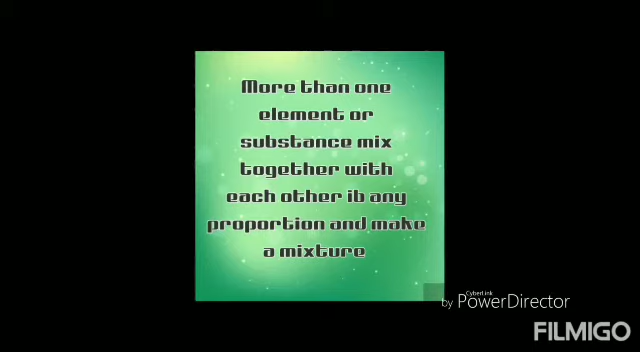 More than one
element or
substance mix
together with
each other ib any
proportion and make
a mixture
CyberLink
by PowerDirector
FILMIGO